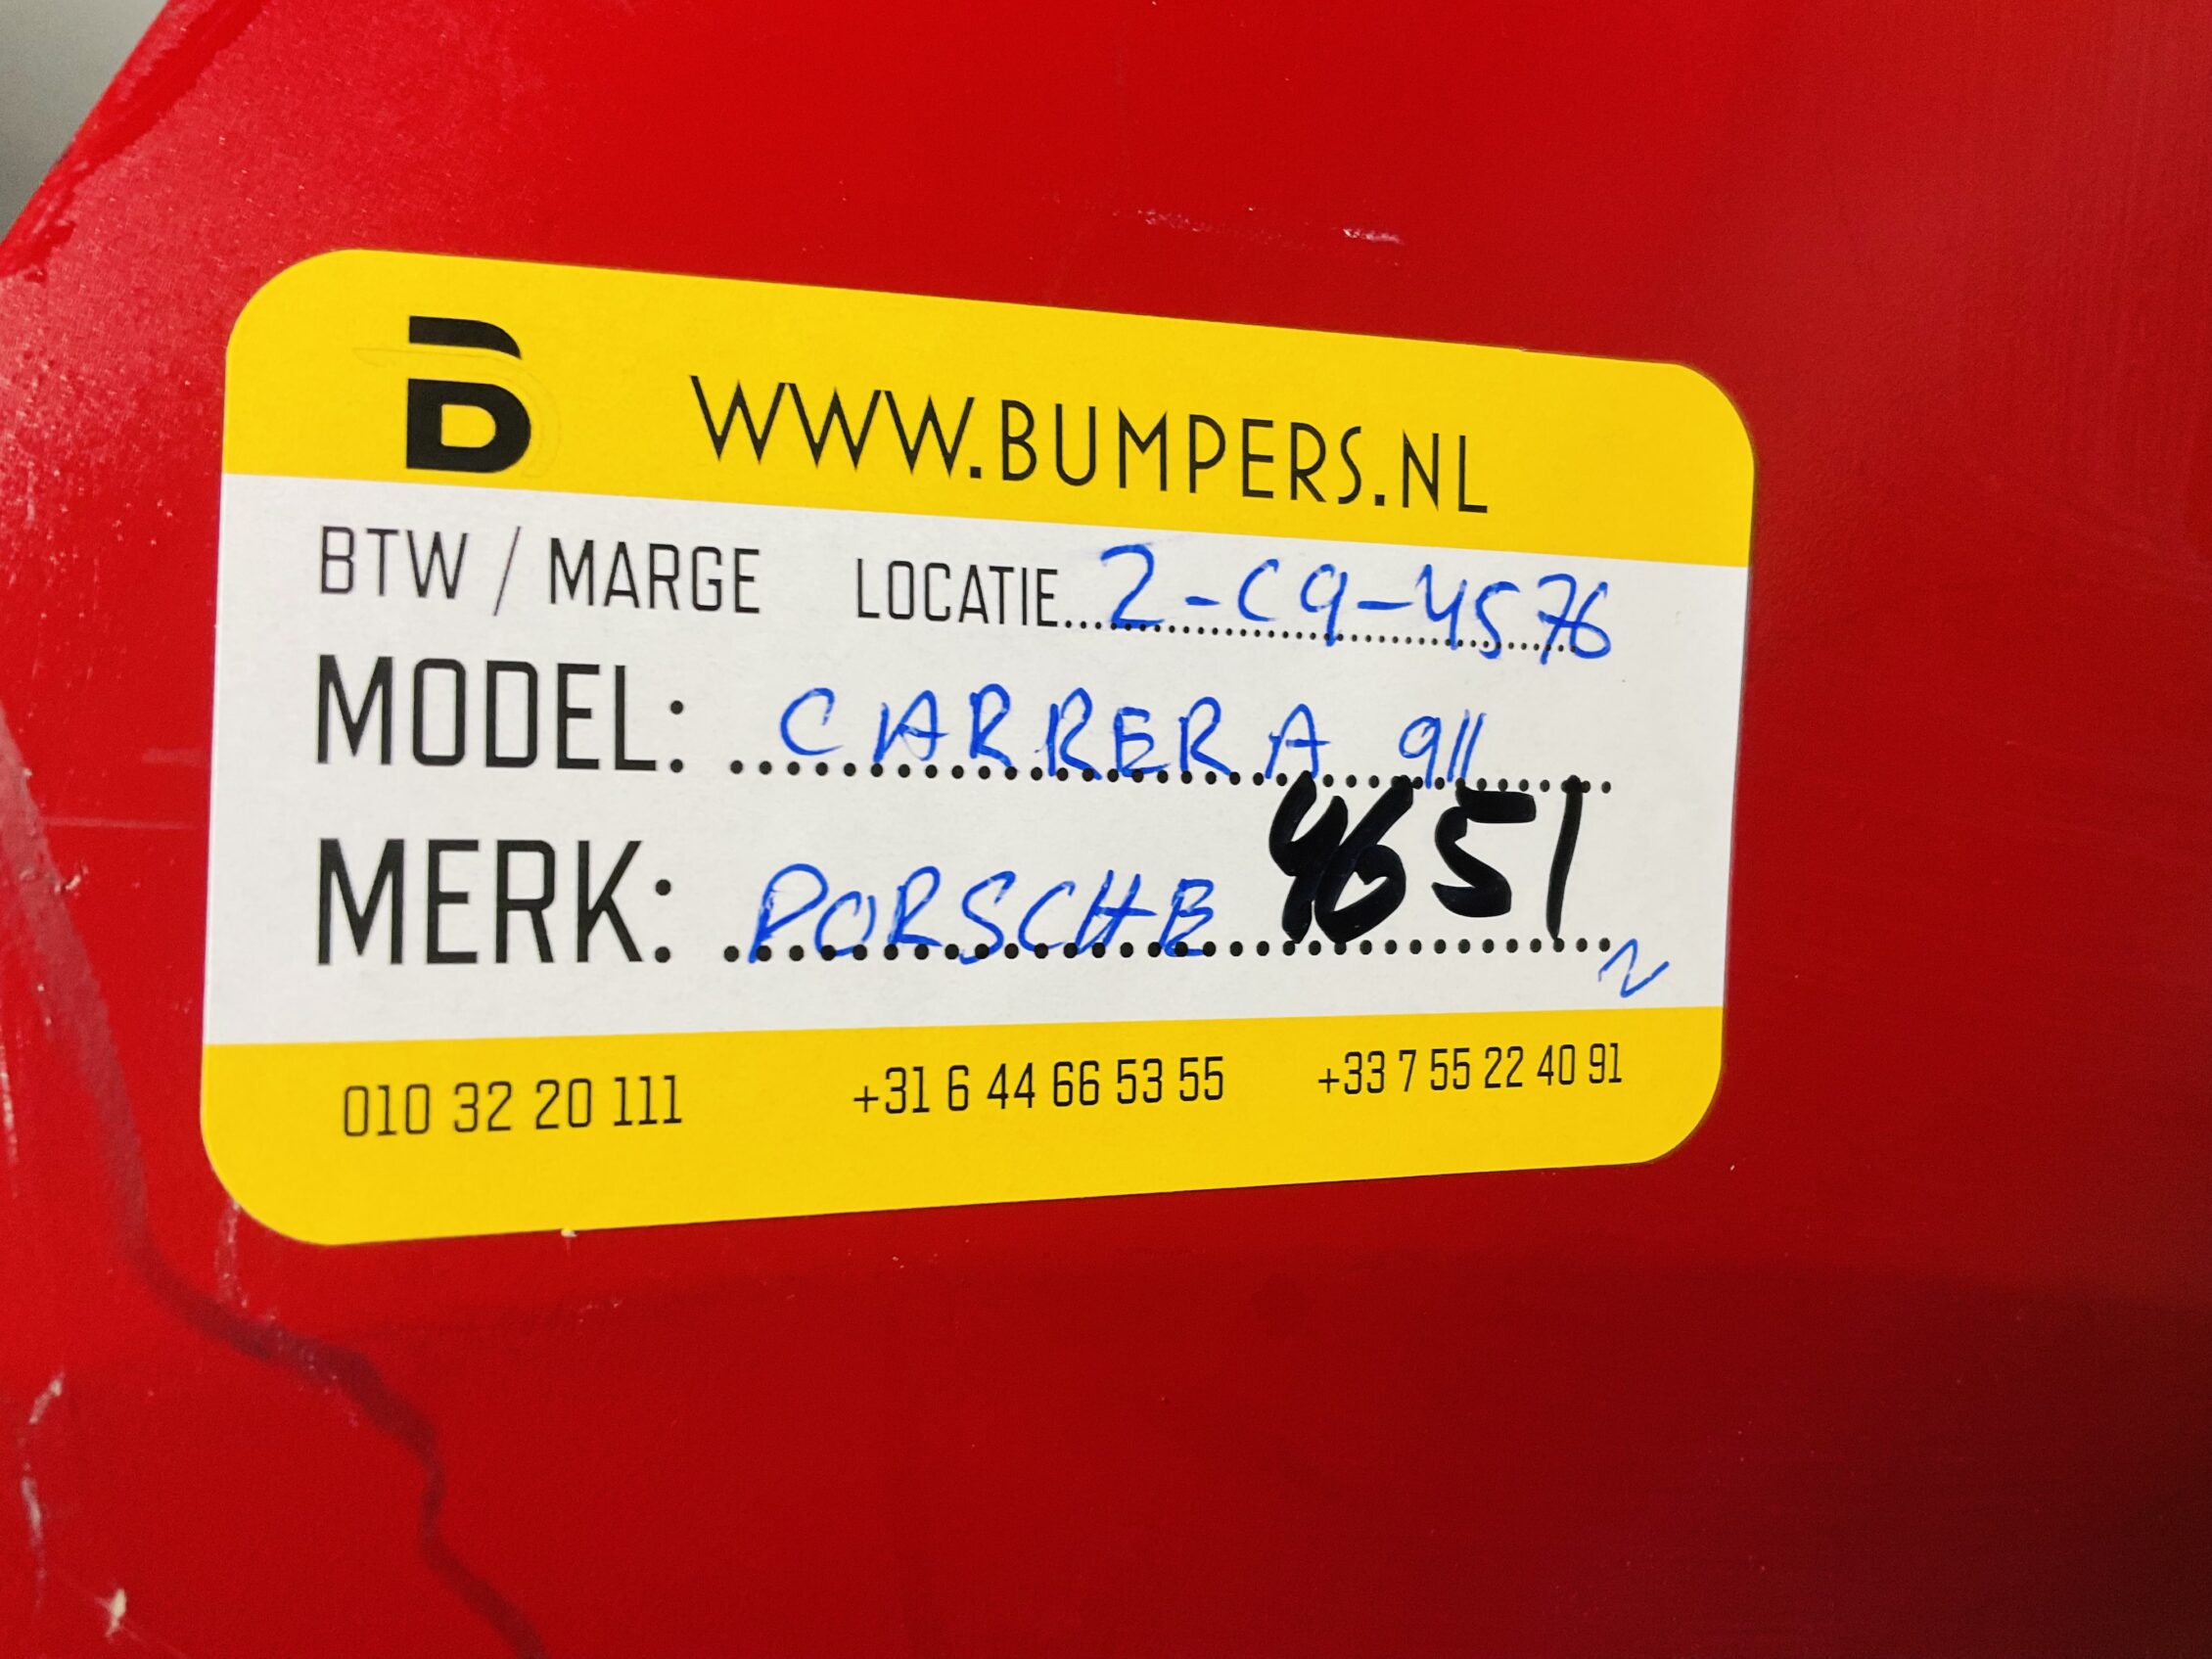 B WWW.BUMPERS.NL
BTW / MARGE LOCATIE...2-C9-4576
MODEL: CARRERA 911
4651
MERK: PORSCHE
N
010 32 20 111 +31 6 44 66 53 55 +33 7 55 22 40 91